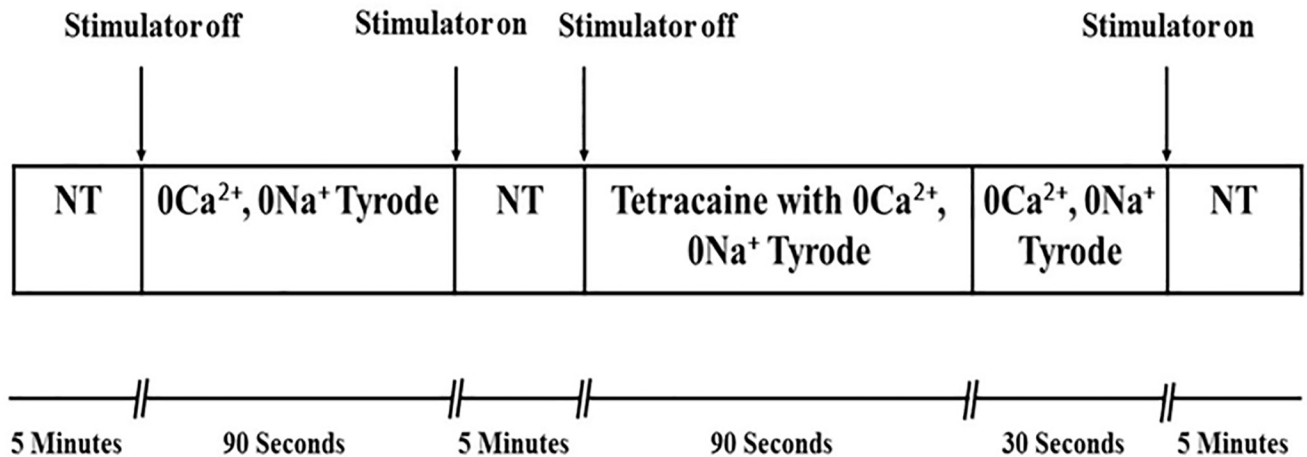 Stimulator off
Stimulator on
Stimulator off
Stimulator on
NT
0Ca²⁺, 0Na⁺ Tyrode
NT
Tetracaine with 0Ca²⁺,
0Na⁺ Tyrode
0Ca²⁺, 0Na⁺
Tyrode
NT
5 Minutes
90 Seconds
5 Minutes
90 Seconds
30 Seconds
5 Minutes